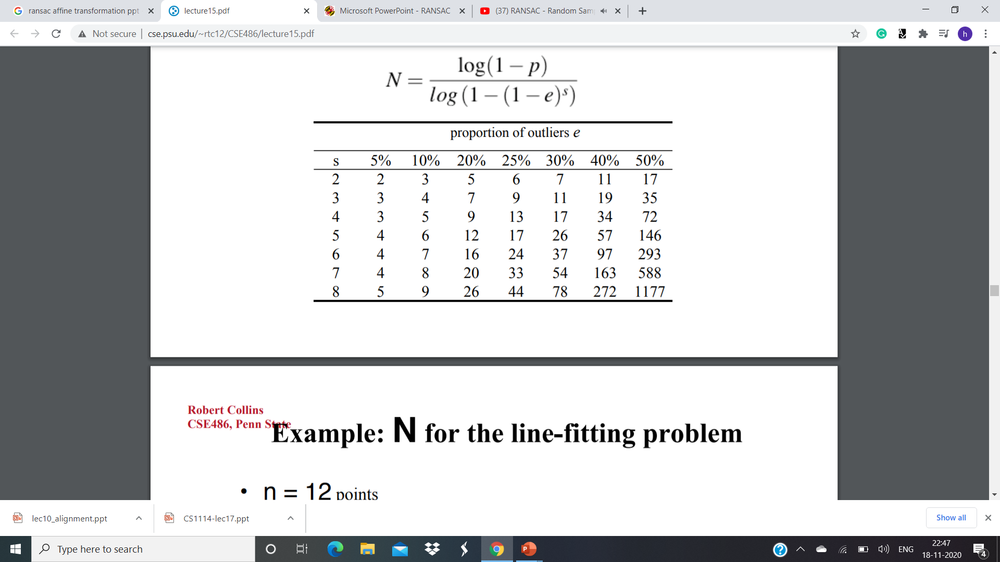 ransac affine transformation ppt
lecture15.pdf
Microsoft PowerPoint - RANSAC
(37) RANSAC - Random Sam
Not secure | cse.psu.edu/~rtc12/CSE486/lecture15.pdf
h
N = log(1 − p)
log (1 − (1 − e)^s)
proportion of outliers e
s 5% 10% 20% 25% 30% 40% 50%
2 2 3 5 6 7 11 17
3 3 4 7 9 11 19 35
4 3 5 9 13 17 34 72
5 4 6 12 17 26 57 146
6 4 7 16 24 37 97 293
7 4 8 20 33 54 163 588
8 5 9 26 44 78 272 1177
Robert Collins
CSE486, Penn State
Example: N for the line-fitting problem
• n = 12 points
lec10_alignment.ppt
CS1114-lec17.ppt
Show all
Type here to search
ENG
22:47
18-11-2020
4